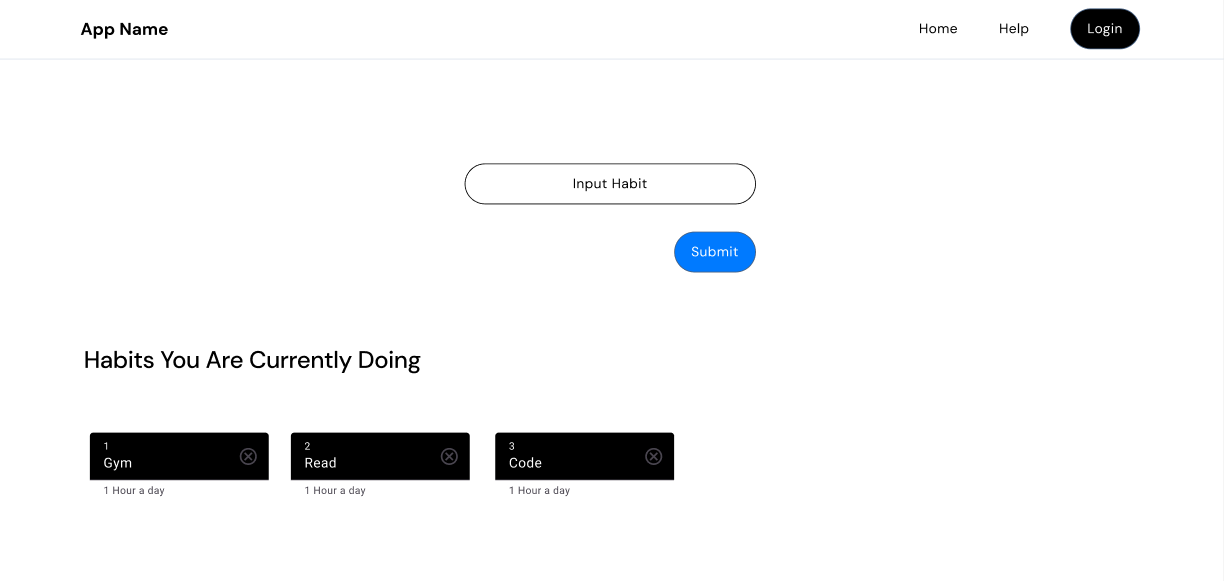 App Name
Home
Help
Login
Input Habit
Submit
Habits You Are Currently Doing
1
Gym
1 Hour a day
2
Read
1 Hour a day
3
Code
1 Hour a day